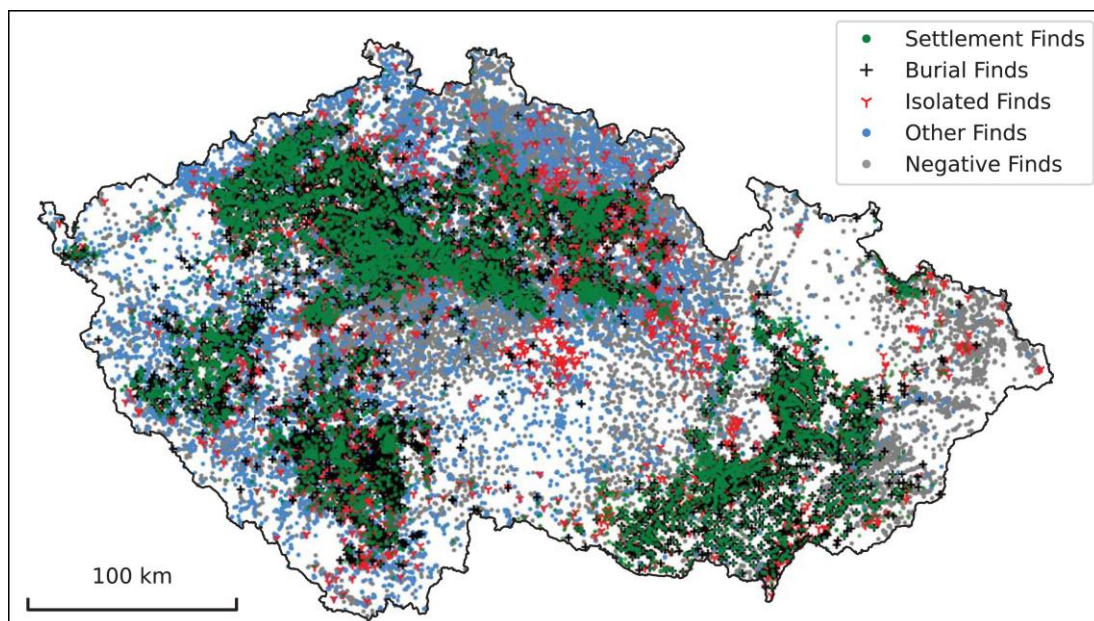 Settlement Finds
Burial Finds
Isolated Finds
Other Finds
Negative Finds
100 km